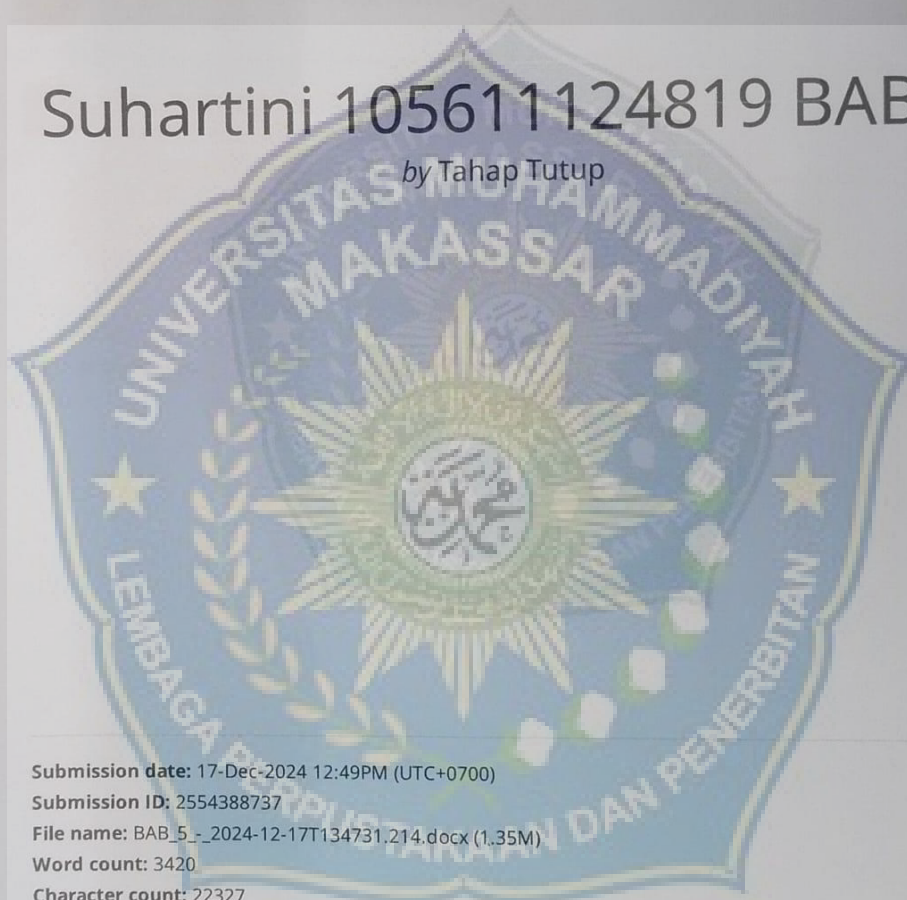 Suhartini 105611124819 BAB
by Tahap Tutup
UNIVERSITAS MUHAMMADIYAH
MAKASSAR
LEMBAGA PERPUSTAKAAN DAN PENERBITAN
Submission date: 17-Dec-2024 12:49PM (UTC+0700)
Submission ID: 2554388737
File name: BAB_5_-_2024-12-17T134731.214.docx (1.35M)
Word count: 3420
Character count: 22327